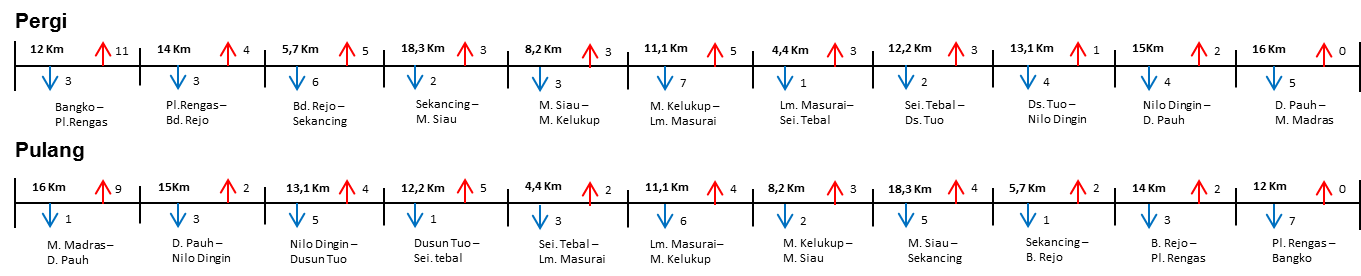 Pergi
12 Km 11 14 Km 4 5,7 Km 5 18,3 Km 3 8,2 Km 3 11,1 Km 5 4,4 Km 3 12,2 Km 3 13,1 Km 1 15Km 2 16 Km 0
3 3 6 2 3 7 1 2 4 4 5
Bangko – Pl.Rengas – Bd. Rejo – Sekancing – M. Siau – M. Kelukup – Lm. Masurai – Sei. Tebal – Ds. Tuo – Nilo Dingin – D. Pauh –
Pl.Rengas Bd. Rejo Sekancing M. Siau M. Kelukup Lm. Masurai Sei. Tebal Ds. Tuo Nilo Dingin D. Pauh M. Madras
Pulang
16 Km 9 15Km 2 13,1 Km 4 12,2 Km 5 4,4 Km 2 11,1 Km 4 8,2 Km 3 18,3 Km 4 5,7 Km 2 14 Km 2 12 Km 0
1 3 5 1 3 6 2 5 1 3 7
M. Madras – D. Pauh – Nilo Dingin – Dusun Tuo – Sei. Tebal – Lm. Masurai – M. Kelukup – M. Siau – Sekancing – B. Rejo – Pl. Rengas –
D. Pauh Nilo Dingin Dusun Tuo Sei. tebal Lm. Masurai M. Kelukup M. Siau Sekancing B. Rejo Pl. Rengas Bangko